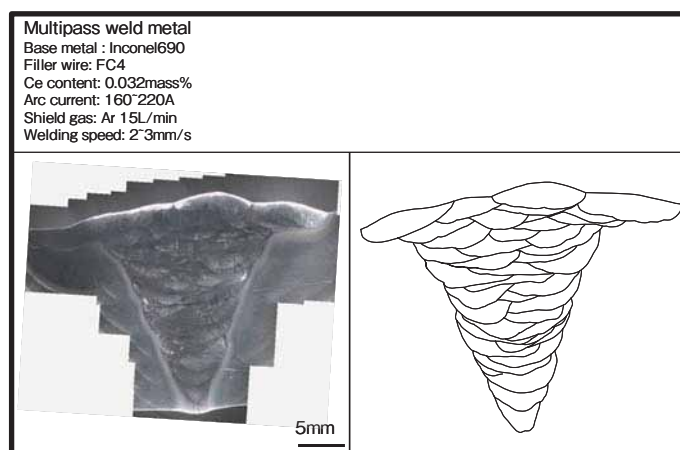 Multipass weld metal
Base metal : Inconel690
Filler wire: FC4
Ce content: 0.032mass%
Arc current: 160~220A
Shield gas: Ar 15L/min
Welding speed: 2~3mm/s
5mm